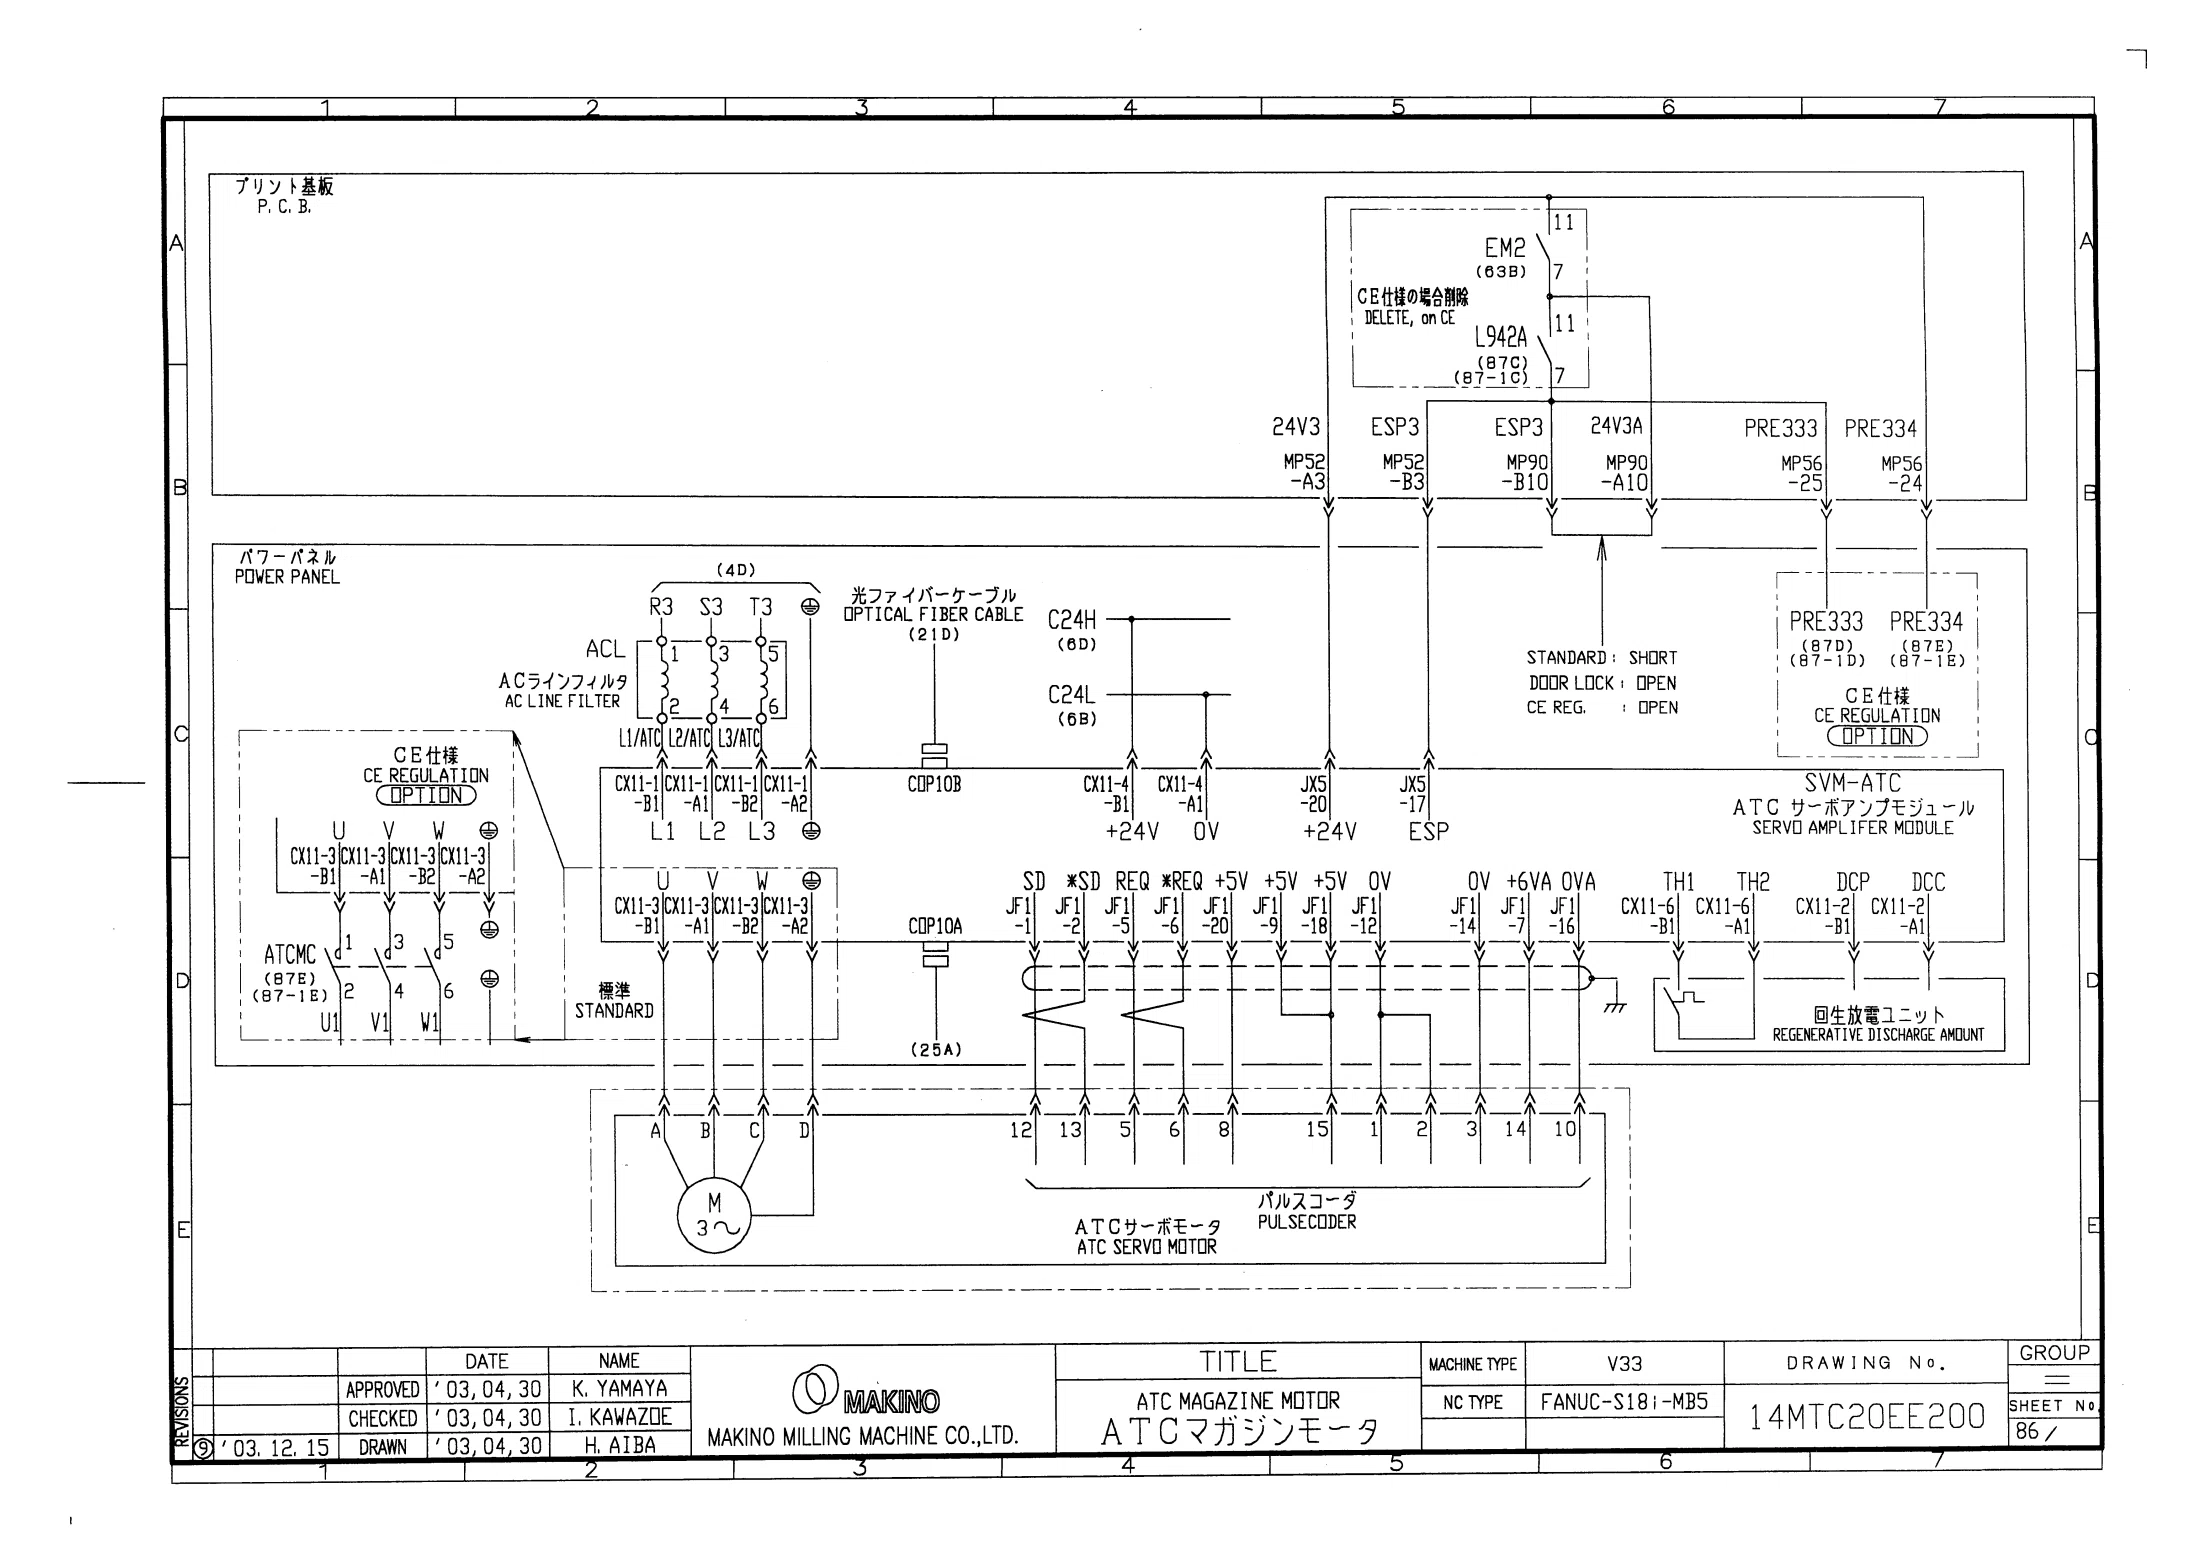 1 2 3 4 5 6 7
A A
プリント基板
P. C. B.
11
EM2
(63B)
7
CE仕様の場合削除
DELETE, on CE
11
L942A
(87C)
(87-1C)
7
B B
24V3 ESP3 ESP3 24V3A PRE333 PRE334
MP52 MP52 MP90 MP90 MP56 MP56
-A3 -B3 -B10 -A10 -25 -24
パワーパネル
POWER PANEL
(4D)
R3 S3 T3
光ファイバーケーブル
OPTICAL FIBER CABLE
(21D)
C24H
(6D)
C24L
(6B)
ACL
1 3 5
2 4 6
ACラインフィルタ
AC LINE FILTER
L1/ATC L2/ATC L3/ATC
STANDARD : SHORT
DOOR LOCK : OPEN
CE REG. : OPEN
PRE333 PRE334
(87D) (87E)
(87-1D) (87-1E)
CE仕様
CE REGULATION
OPTION
C C
CE仕様
CE REGULATION
OPTION
CX11-1 CX11-1 CX11-1 CX11-1
-B1 -A1 -B2 -A2
L1 L2 L3
COP10B
CX11-4 CX11-4 JX5 JX5
-B1 -A1 -20 -17
+24V 0V +24V ESP
SVM-ATC
ATC サーボアンプモジュール
SERVO AMPLIFER MODULE
U V W
CX11-3 CX11-3 CX11-3 CX11-3
-B1 -A1 -B2 -A2
U V W
CX11-3 CX11-3 CX11-3 CX11-3
-B1 -A1 -B2 -A2
COP10A
SD *SD REQ *REQ +5V +5V +5V 0V 0V +6VA 0VA
JF1 JF1 JF1 JF1 JF1 JF1 JF1 JF1 JF1 JF1 JF1
-1 -2 -5 -6 -20 -9 -18 -12 -14 -7 -16
TH1 TH2 DCP DCC
CX11-6 CX11-6 CX11-2 CX11-2
-B1 -A1 -B1 -A1
D D
ATCMC
(87E)
(87-1E)
1 3 5
2 4 6
U1 V1 W1
標準
STANDARD
(25A)
回生放電ユニット
REGENERATIVE DISCHARGE AMOUNT
A B C D
12 13 5 6 8 15 1 2 3 14 10
M
3
E E
パルスコーダ
PULSECODER
ATCサーボモータ
ATC SERVO MOTOR
REVISIONS
9 '03. 12. 15
DATE NAME
APPROVED '03, 04, 30 K. YAMAYA
CHECKED '03, 04, 30 I. KAWAZOE
DRAWN '03, 04, 30 H. AIBA
MAKINO
MAKINO MILLING MACHINE CO.,LTD.
TITLE
ATC MAGAZINE MOTOR
ATCマガジンモータ
MACHINE TYPE V33
NC TYPE FANUC-S18i-MB5
DRAWING No.
14MTC20EE200
GROUP
=
SHEET No.
86/
1 2 3 4 5 6 7